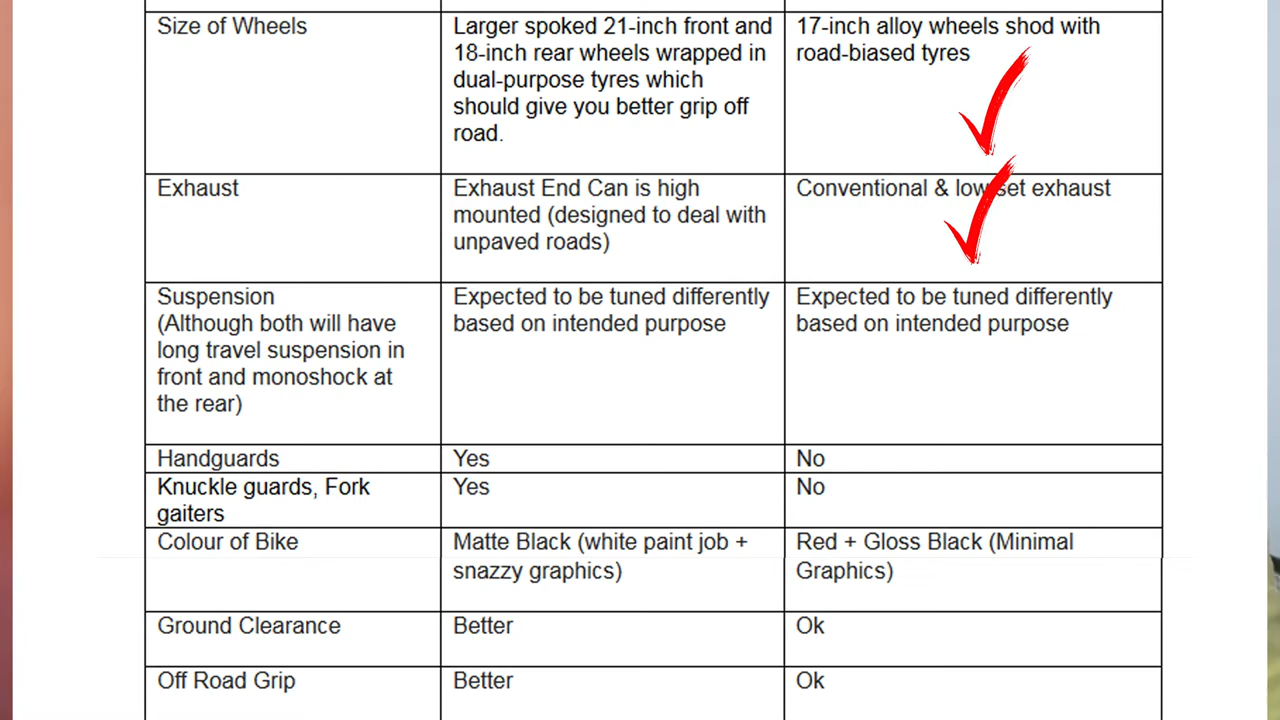 Size of Wheels
Larger spoked 21-inch front and
18-inch rear wheels wrapped in
dual-purpose tyres which
should give you better grip off
road.
17-inch alloy wheels shod with
road-biased tyres
Exhaust
Exhaust End Can is high
mounted (designed to deal with
unpaved roads)
Conventional & low set exhaust
Suspension
(Although both will have
long travel suspension in
front and monoshock at
the rear)
Expected to be tuned differently
based on intended purpose
Expected to be tuned differently
based on intended purpose
Handguards
Yes
No
Knuckle guards, Fork
gaiters
Yes
No
Colour of Bike
Matte Black (white paint job +
snazzy graphics)
Red + Gloss Black (Minimal
Graphics)
Ground Clearance
Better
Ok
Off Road Grip
Better
Ok